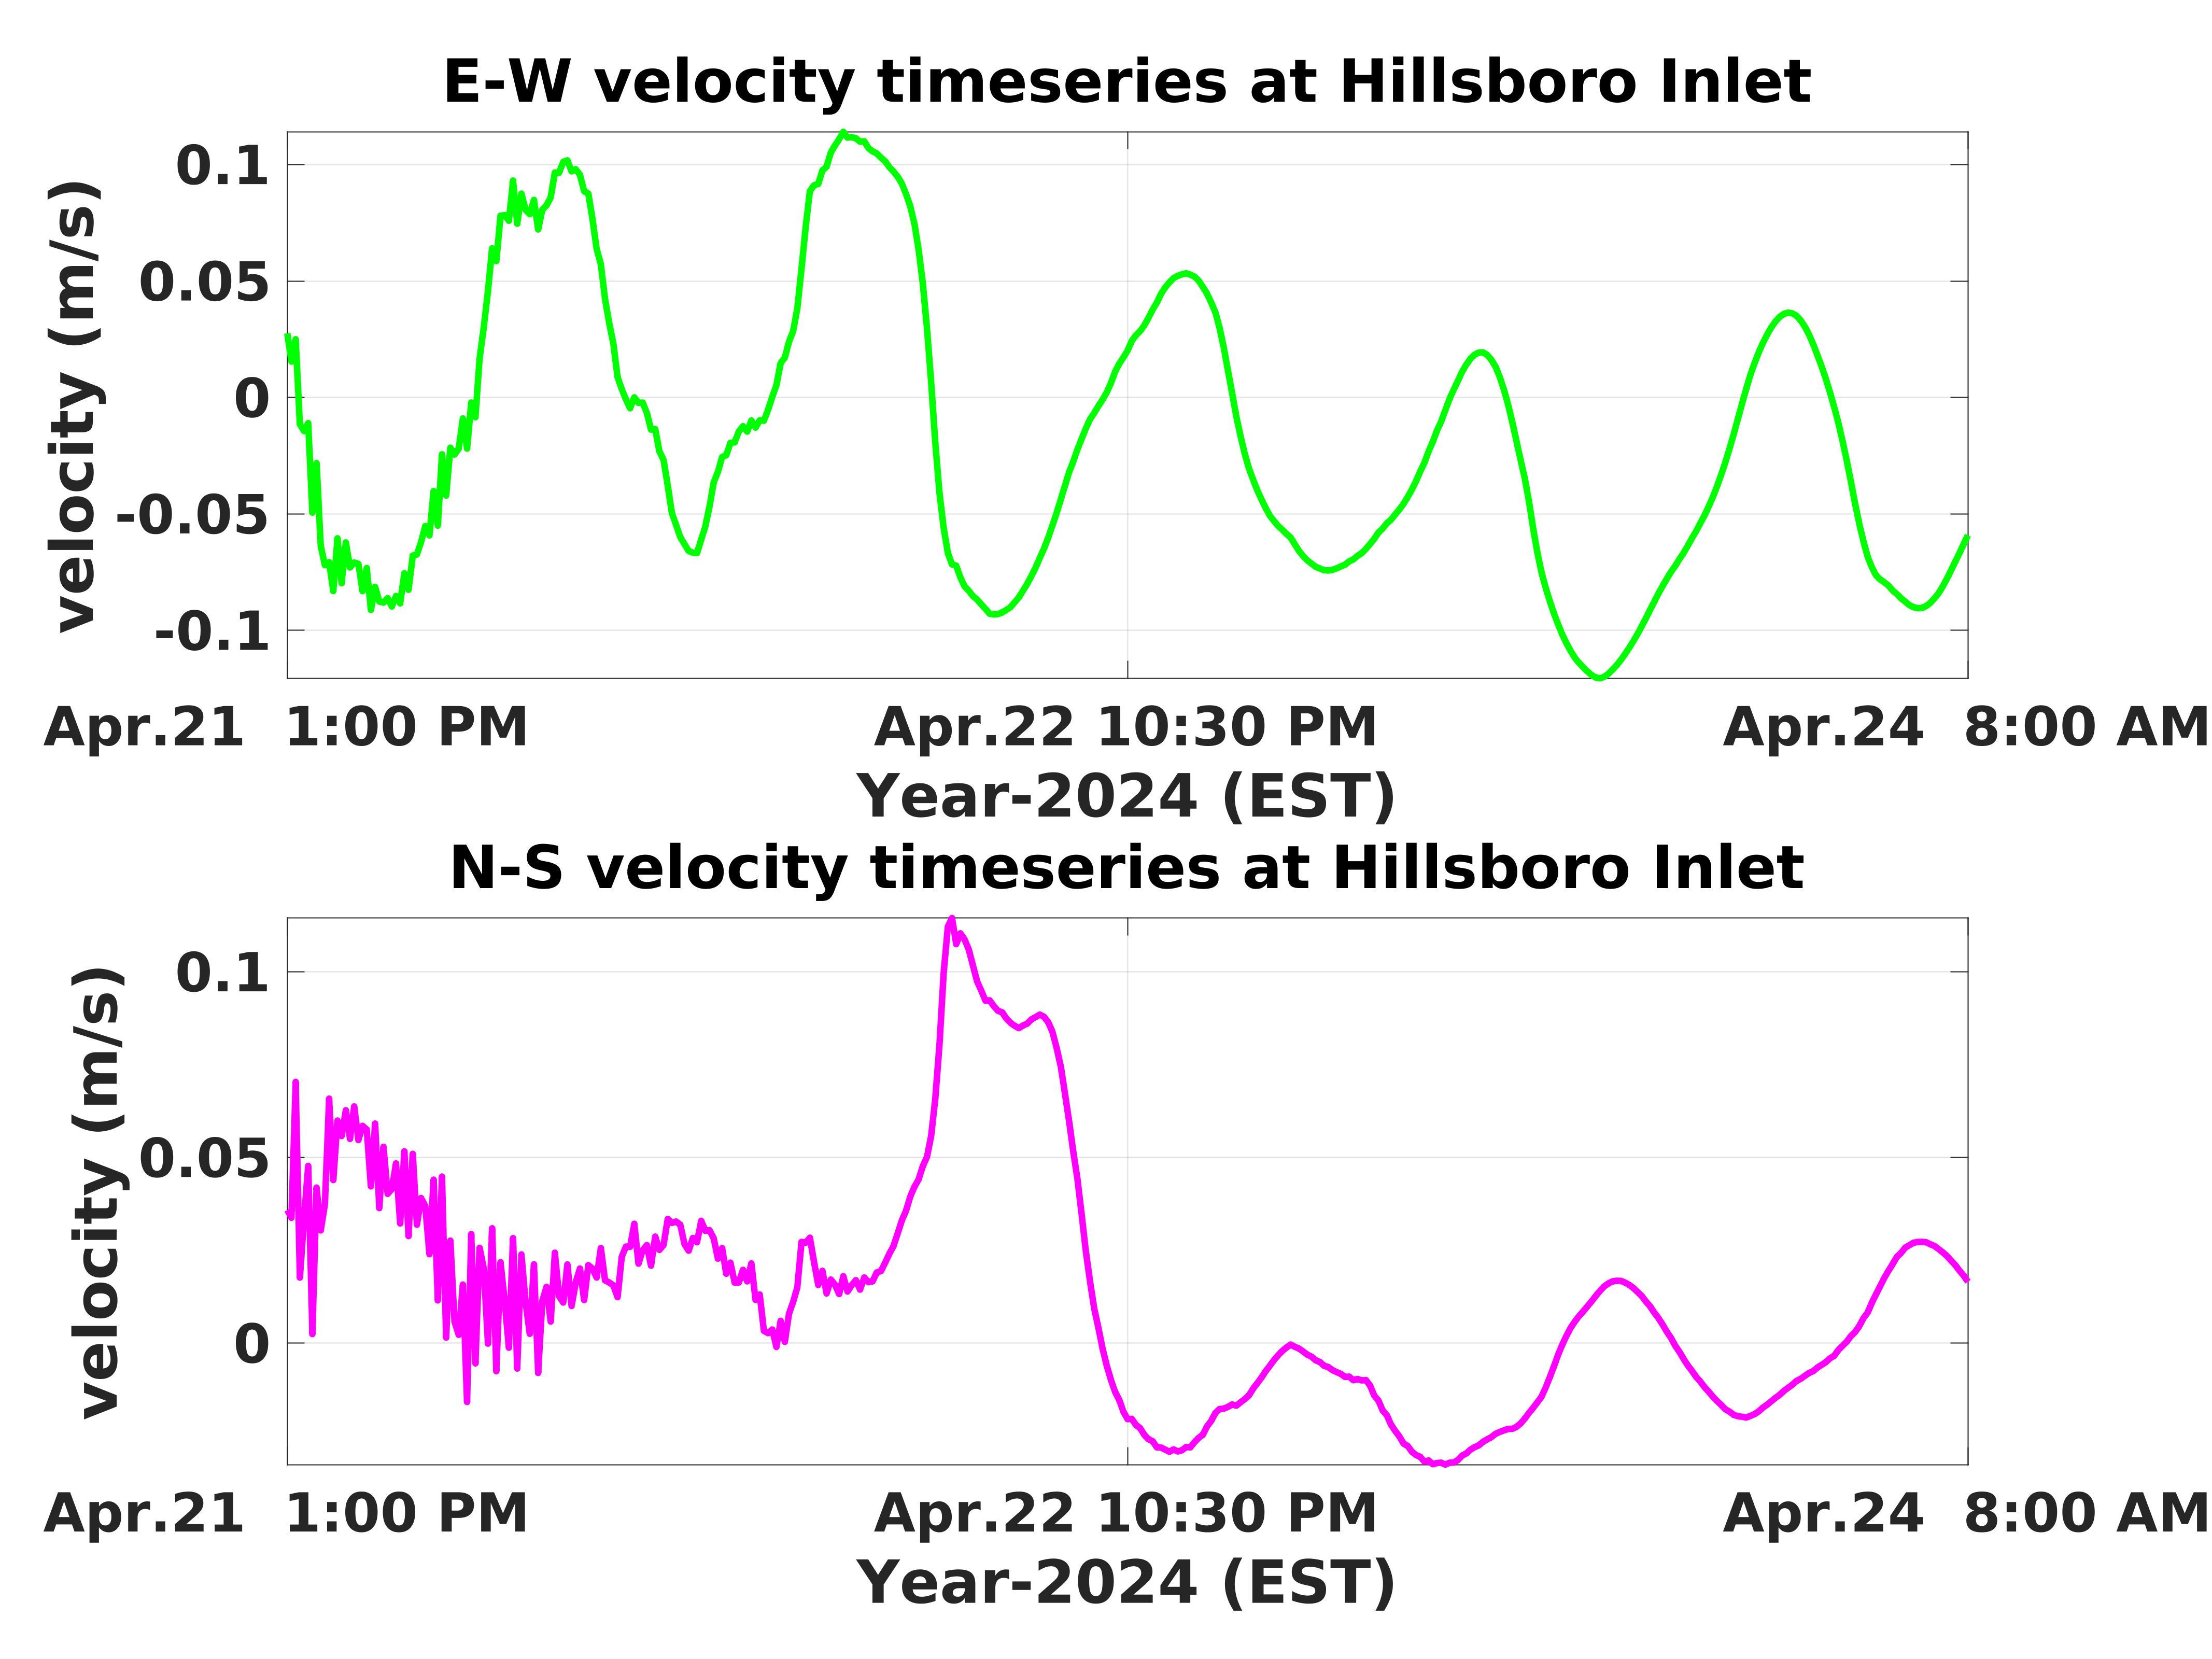 E-W velocity timeseries at Hillsboro Inlet
velocity (m/s)
0.1
0.05
0
-0.05
-0.1
Apr.21  1:00 PM
Apr.22 10:30 PM
Apr.24  8:00 AM
Year-2024 (EST)
N-S velocity timeseries at Hillsboro Inlet
velocity (m/s)
0.1
0.05
0
Apr.21  1:00 PM
Apr.22 10:30 PM
Apr.24  8:00 AM
Year-2024 (EST)